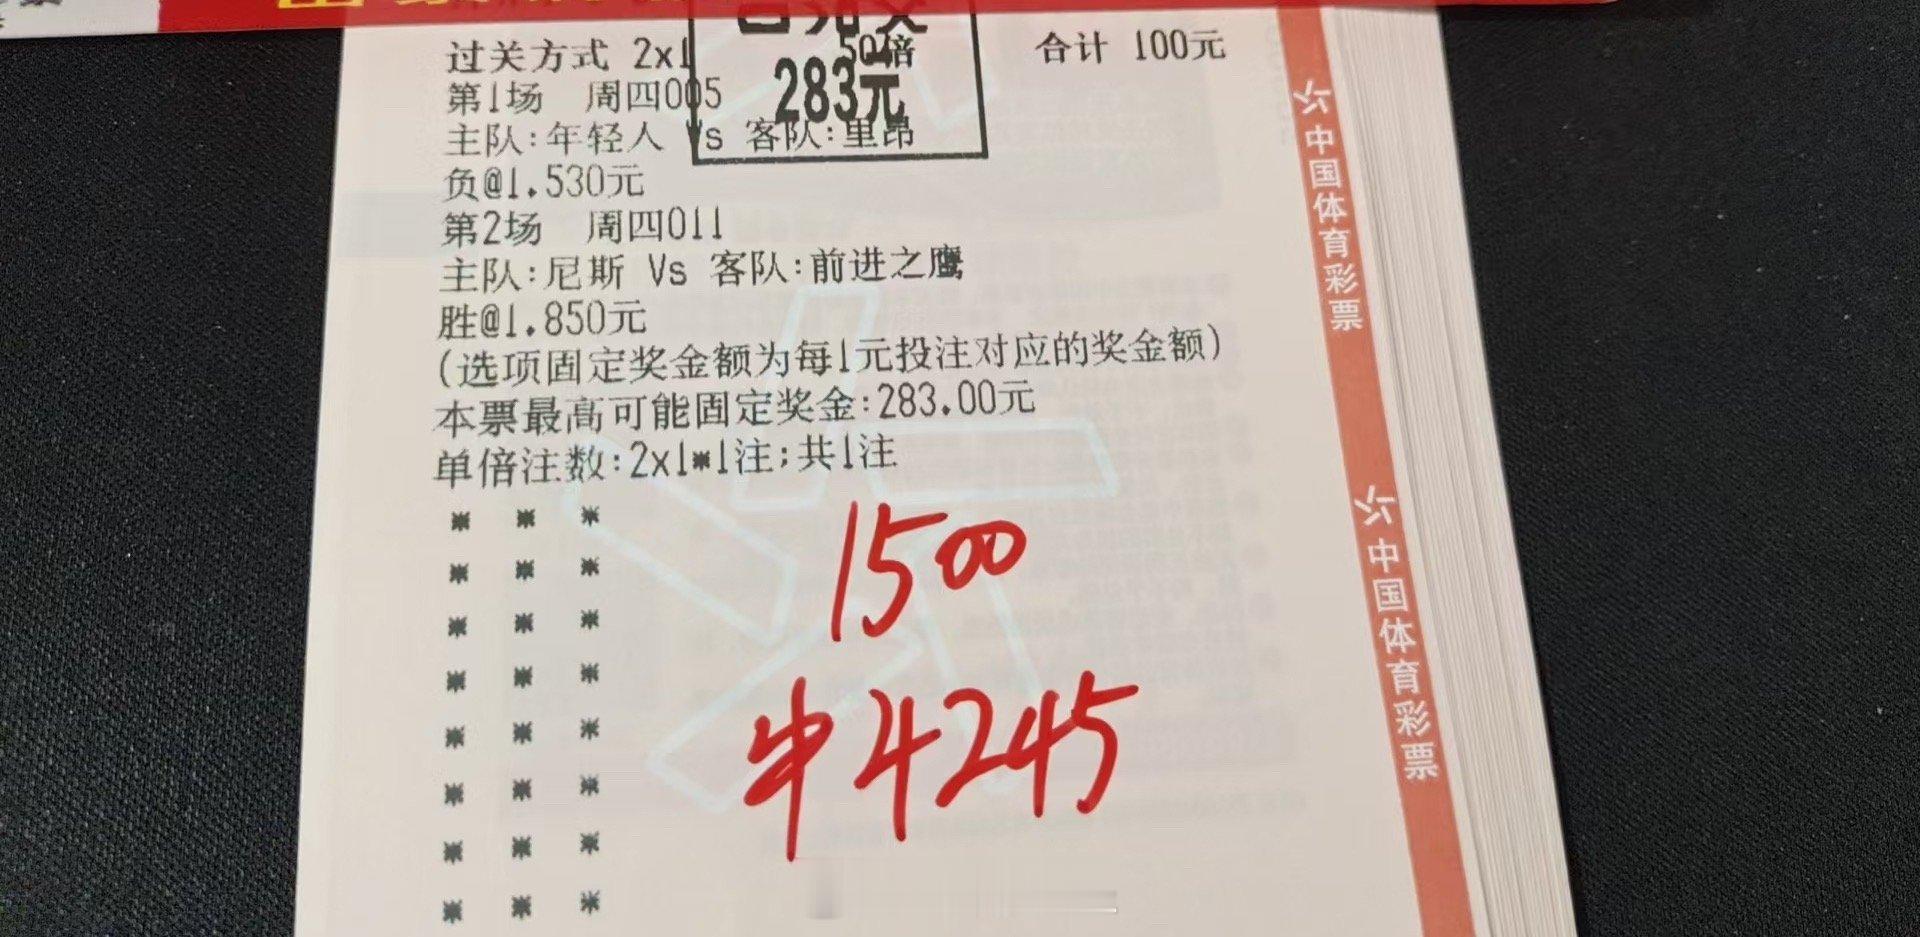 过关方式 2x1 50倍 合计 100元
283元
第1场 周四005
主队:年轻人 Vs 客队:里昂
负@1.530元
第2场 周四011
主队:尼斯 Vs 客队:前进之鹰
胜@1.850元
(选项固定奖金额为每1元投注对应的奖金额)
本票最高可能固定奖金:283.00元
单倍注数:2x1*1注;共1注
1500
中4245
中国体育彩票
中国体育彩票